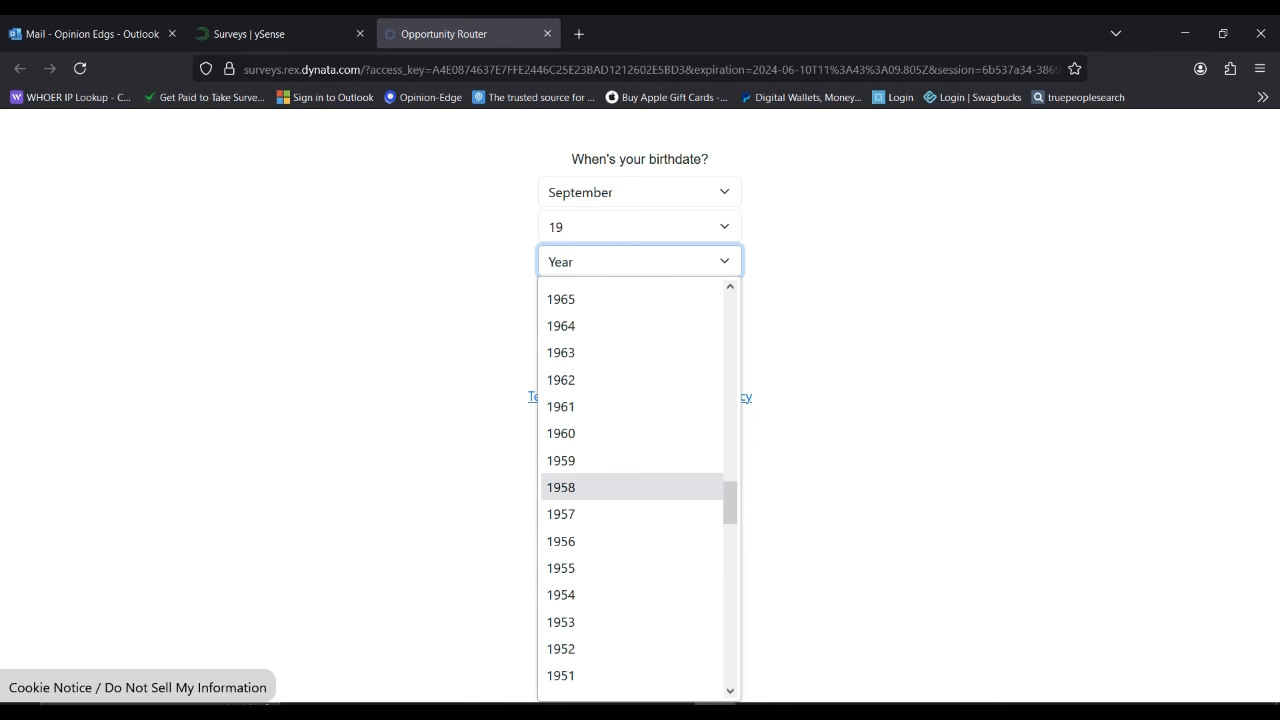 Mail - Opinion Edgs - Outlook
Surveys | ySense
Opportunity Router
surveys.rex.dynata.com/?access_key=A4E0874637E7FFE2446C25E23BAD1212602E5BD3&expiration=2024-06-10T11%3A43%3A09.805Z&session=6b537a34-3869
WHOER IP Lookup - C...
Get Paid to Take Surve...
Sign in to Outlook
Opinion-Edge
The trusted source for ...
Buy Apple Gift Cards -...
Digital Wallets, Money...
Login
Login | Swagbucks
truepeoplesearch
When's your birthdate?
September
19
Year
1965
1964
1963
1962
Te
cy
1961
1960
1959
1958
1957
1956
1955
1954
1953
1952
1951
Cookie Notice / Do Not Sell My Information